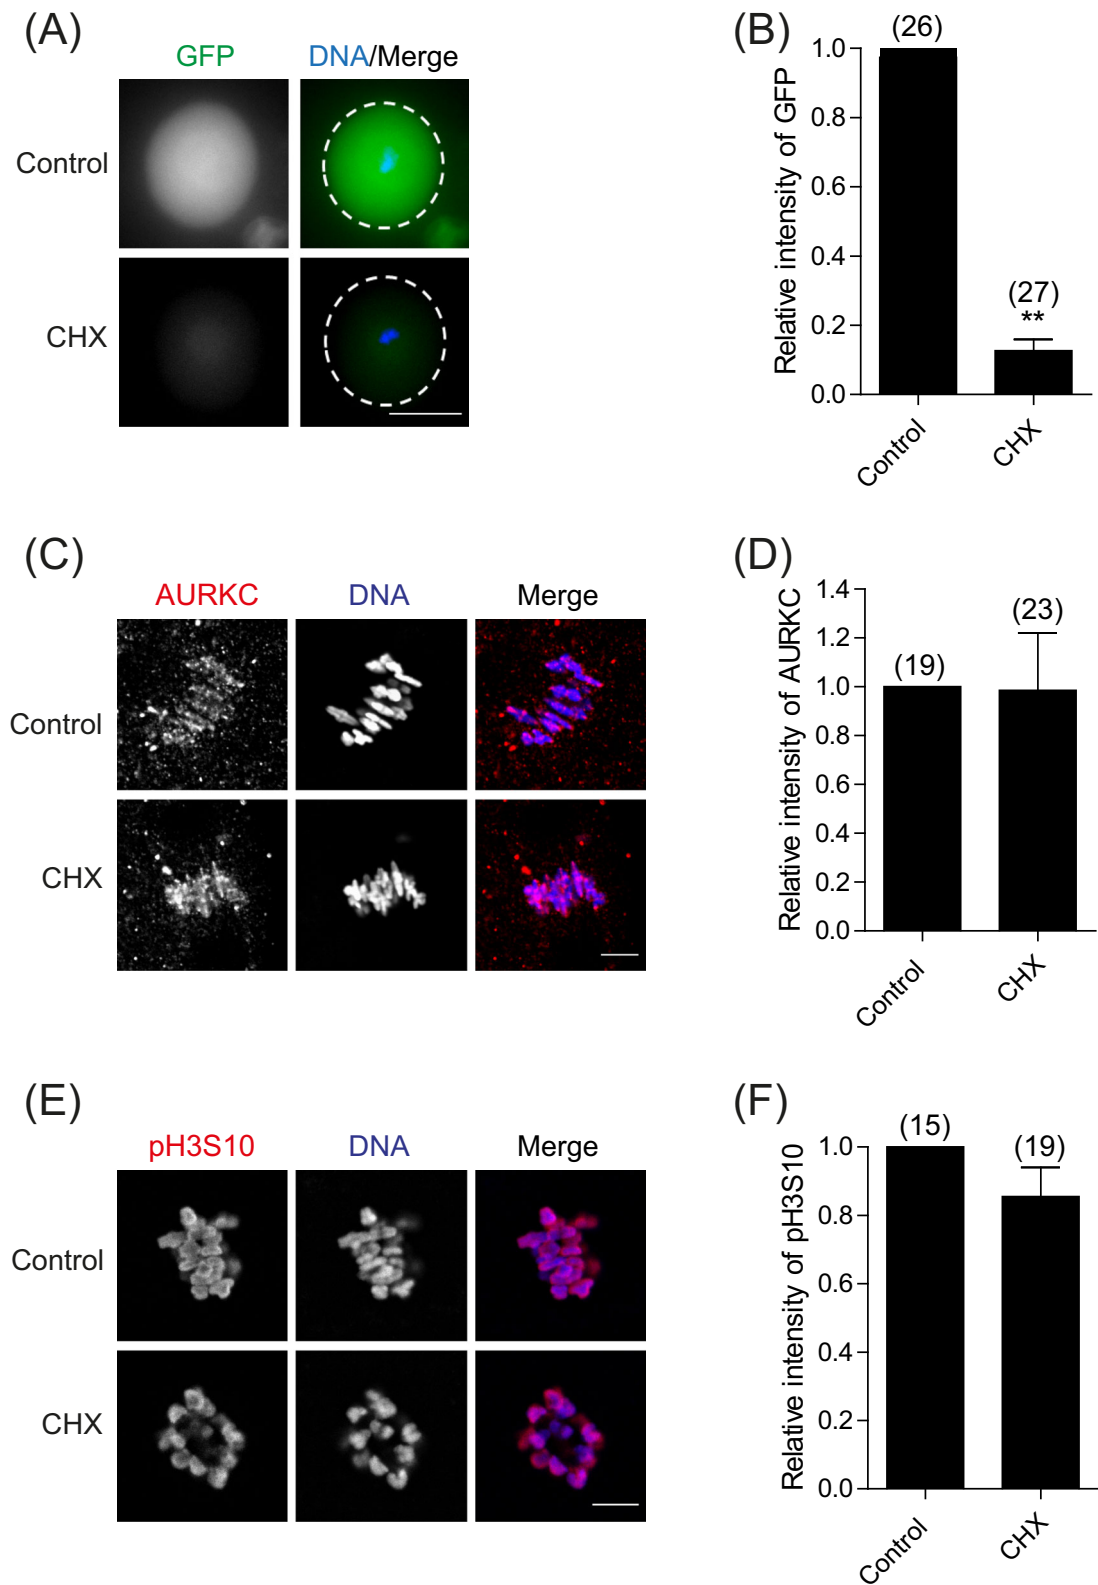 (A)
GFP
DNA/Merge
Control
CHX
(B)
Relative intensity of GFP
1.0
0.8
0.6
0.4
0.2
0.0
(26)
(27)
**
Control
CHX
(C)
AURKC
DNA
Merge
Control
CHX
(D)
Relative intensity of AURKC
1.4
1.2
1.0
0.8
0.6
0.4
0.2
0.0
(19)
(23)
Control
CHX
(E)
pH3S10
DNA
Merge
Control
CHX
(F)
Relative intensity of pH3S10
1.0
0.8
0.6
0.4
0.2
0.0
(15)
(19)
Control
CHX